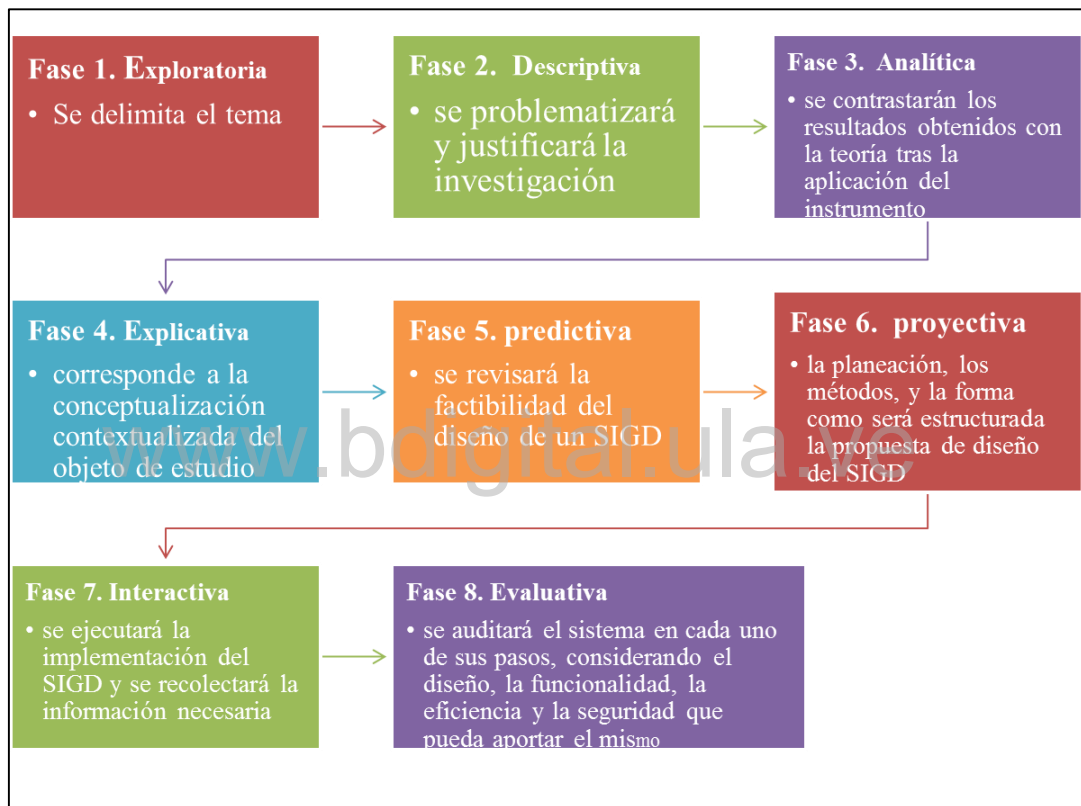 Fase 1. Exploratoria
• Se delimita el tema
Fase 2. Descriptiva
• se problematizará
y justificará la
investigación
Fase 3. Analítica
• se contrastarán los
resultados obtenidos con
la teoría tras la
aplicación del
instrumento
Fase 4. Explicativa
• corresponde a la
conceptualización
contextualizada del
objeto de estudio
Fase 5. predictiva
• se revisará la
factibilidad del
diseño de un SIGD
Fase 6. proyectiva
• la planeación, los
métodos, y la forma
como será estructurada
la propuesta de diseño
del SIGD
www.bdigital.ula.ve
Fase 7. Interactiva
• se ejecutará la
implementación del
SIGD y se recolectará la
información necesaria
Fase 8. Evaluativa
• se auditará el sistema en cada uno
de sus pasos, considerando el
diseño, la funcionalidad, la
eficiencia y la seguridad que
pueda aportar el mismo